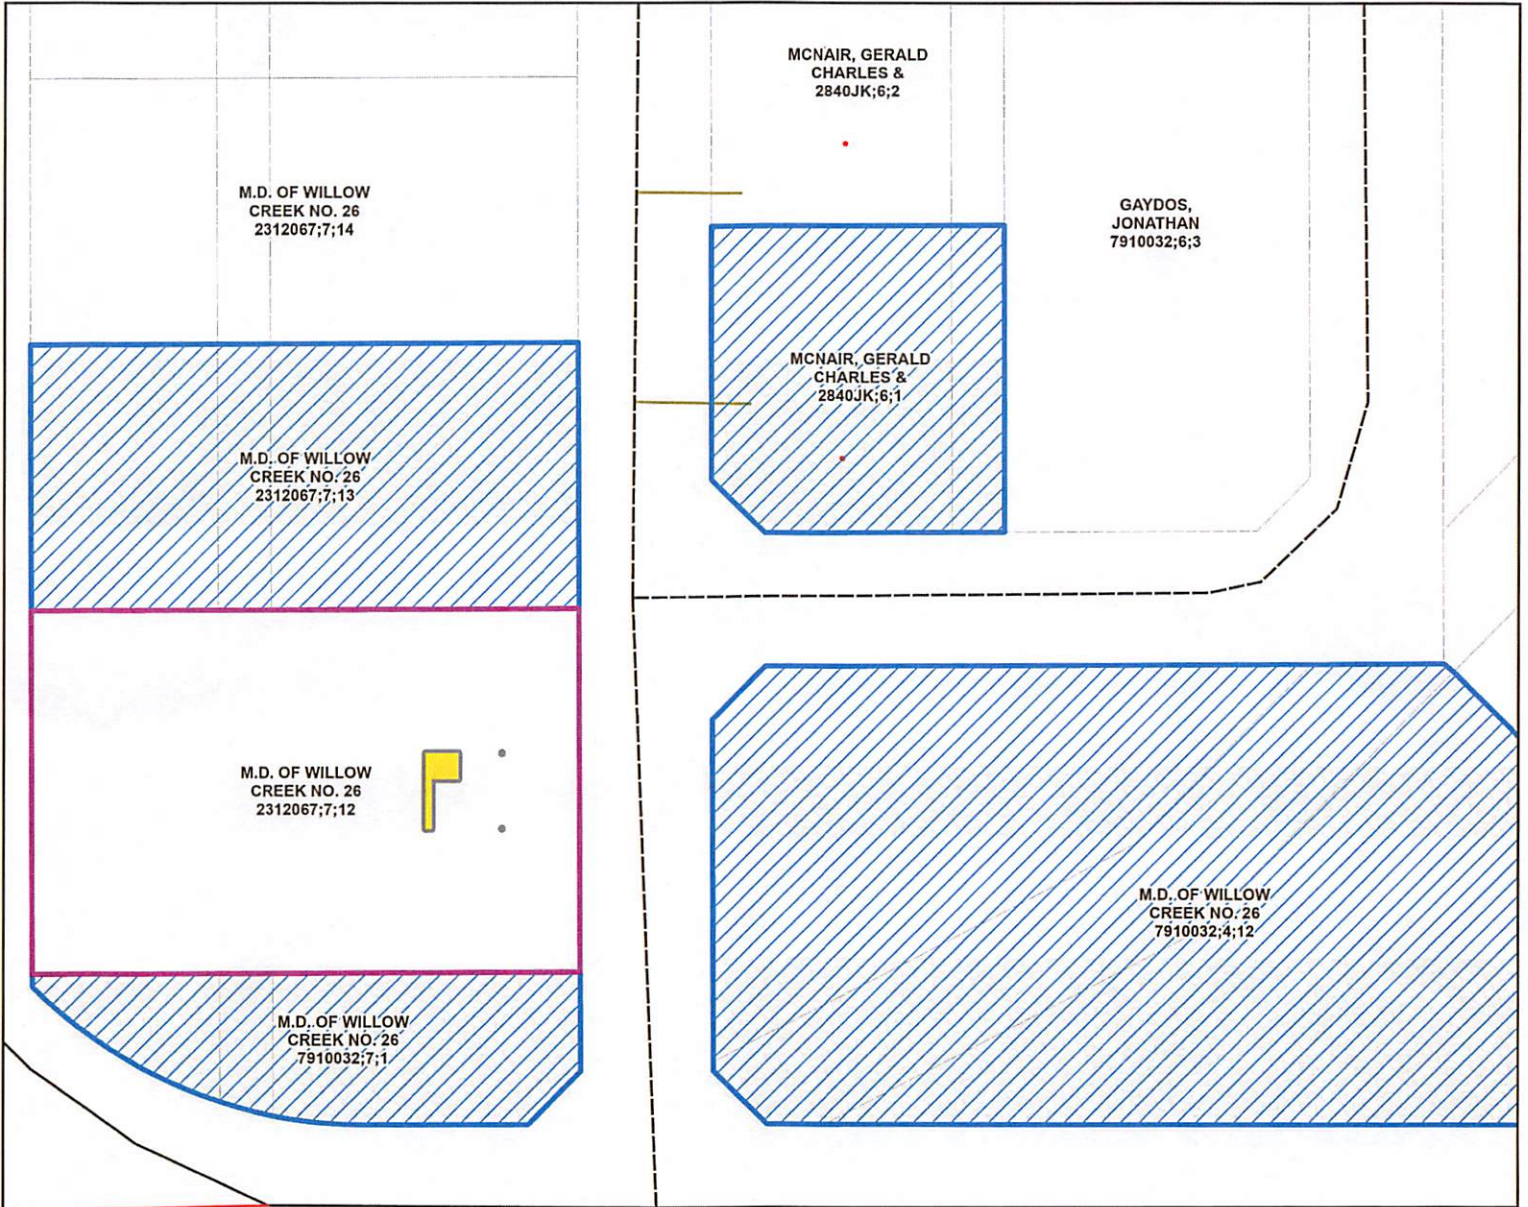 MCNAIR, GERALD
CHARLES &
2840JK;6;2
M.D. OF WILLOW
CREEK NO. 26
2312067;7;14
GAYDOS,
JONATHAN
7910032;6;3
MCNAIR, GERALD
CHARLES &
2840JK;6;1
M.D. OF WILLOW
CREEK NO. 26
2312067;7;13
M.D. OF WILLOW
CREEK NO. 26
2312067;7;12
M.D. OF WILLOW
CREEK NO. 26
7910032;4;12
M.D. OF WILLOW
CREEK NO. 26
7910032;7;1